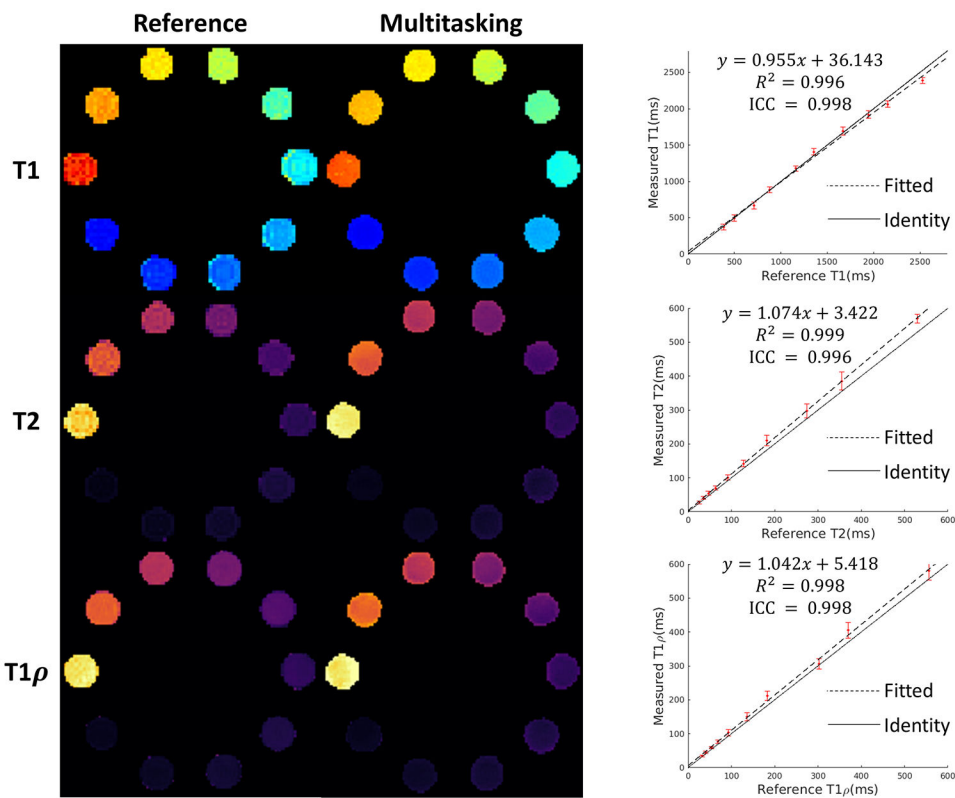 Reference Multitasking
T1
T2
T1ρ
y = 0.955x + 36.143
R² = 0.996
ICC = 0.998
Measured T1(ms)
2500
2000
1500
1000
500
0
Fitted
Identity
0 500 1000 1500 2000 2500
Reference T1(ms)
y = 1.074x + 3.422
R² = 0.999
ICC = 0.996
Measured T2(ms)
600
500
400
300
200
100
0
Fitted
Identity
0 100 200 300 400 500 600
Reference T2(ms)
y = 1.042x + 5.418
R² = 0.998
ICC = 0.998
Measured T1ρ(ms)
600
500
400
300
200
100
0
Fitted
Identity
0 100 200 300 400 500 600
Reference T1ρ(ms)